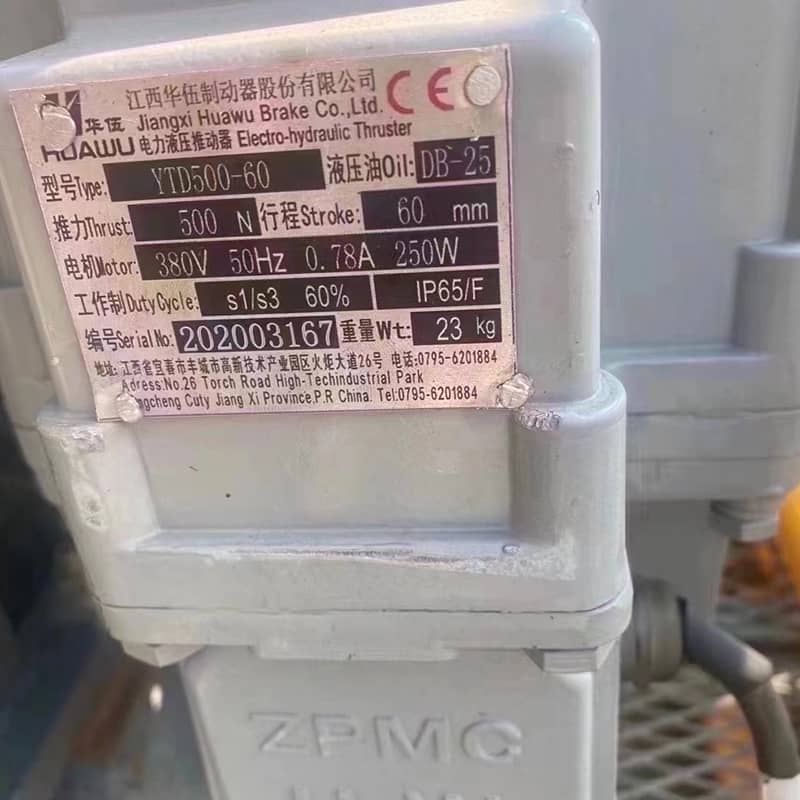 江西华伍制动器股份有限公司 CE
华伍 Jiangxi Huawu Brake Co.,Ltd.
HUAWU 电力液压推动器 Electro-hydraulic Thruster
型号Type: YTD500-60 液压油Oil: DB-25
推力Thrust: 500 N 行程Stroke: 60 mm
电机Motor: 380V 50Hz 0.78A 250W
工作制DutyCycle: s1/s3 60% IP65/F
编号Serial No: 202003167 重量Wt: 23 kg
地址: 江西省宜春市丰城市高新技术产业园区火炬大道26号 电话:0795-6201884
Adress:No.26 Torch Road High-Techindustrial Park
Cuty Jiang Xi Province.P.R China. Tel:0795-6201884
ZPMC